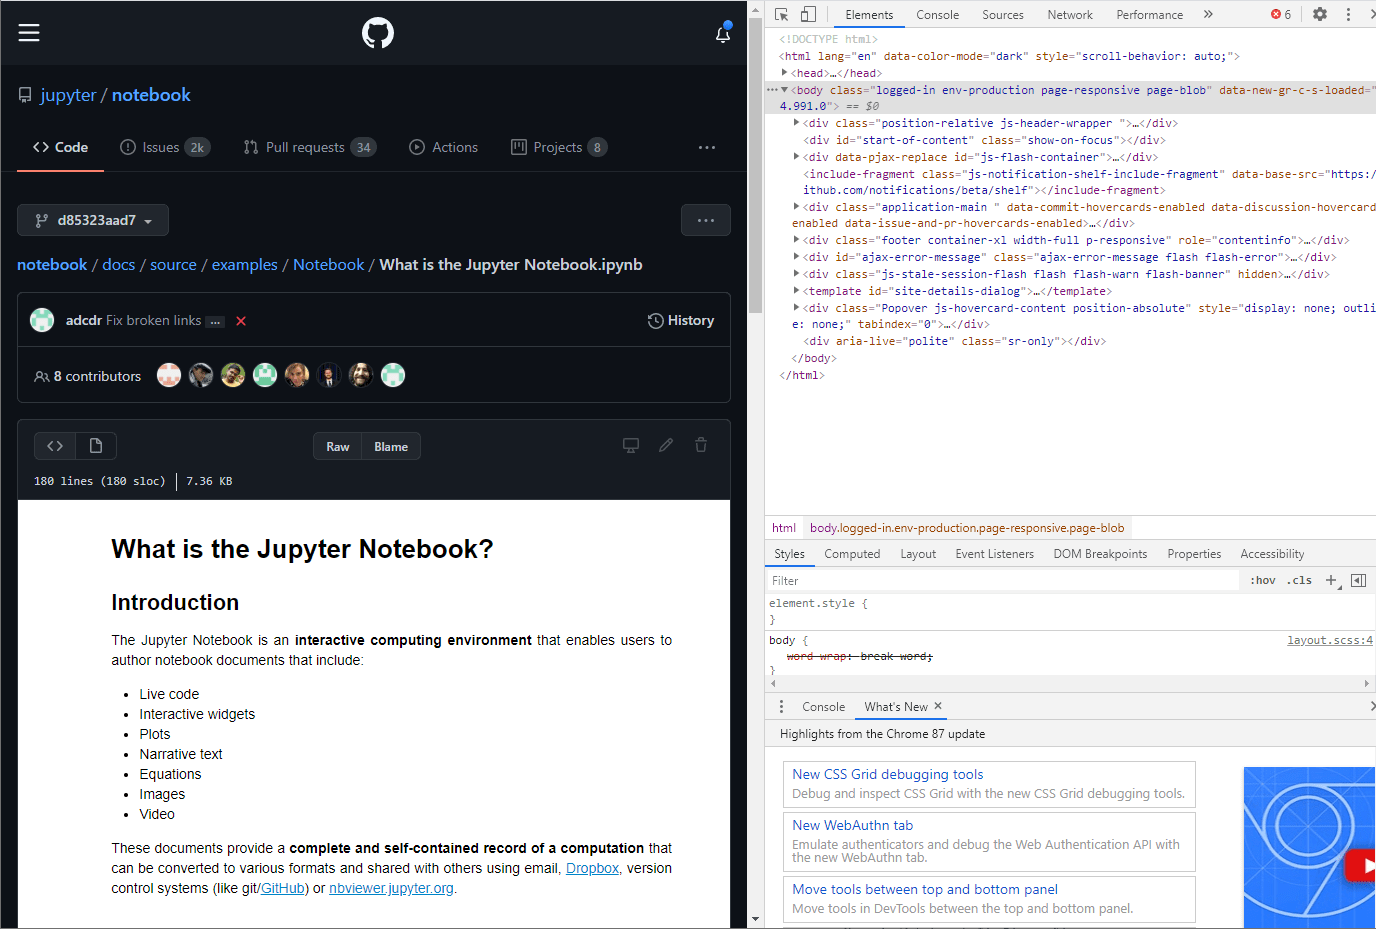 jupyter / notebook
Code Issues 2k Pull requests 34 Actions Projects 8 ...
d85323aad7 ...
notebook / docs / source / examples / Notebook / What is the Jupyter Notebook.ipynb
adcdr Fix broken links ... History
8 contributors
Raw Blame
180 lines (180 sloc) 7.36 KB
What is the Jupyter Notebook?
Introduction
The Jupyter Notebook is an interactive computing environment that enables users to
author notebook documents that include:
• Live code
• Interactive widgets
• Plots
• Narrative text
• Equations
• Images
• Video
These documents provide a complete and self-contained record of a computation that
can be converted to various formats and shared with others using email, Dropbox, version
control systems (like git/GitHub) or nbviewer.jupyter.org.
Elements Console Sources Network Performance » 6
<!DOCTYPE html>
<html lang="en" data-color-mode="dark" style="scroll-behavior: auto;">
<head>…</head>
<body class="logged-in env-production page-responsive page-blob" data-new-gr-c-s-loaded="
4.991.0"> == $0
<div class="position-relative js-header-wrapper ">…</div>
<div id="start-of-content" class="show-on-focus"></div>
<div data-pjax-replace id="js-flash-container">…</div>
<include-fragment class="js-notification-shelf-include-fragment" data-base-src="https:/
ithub.com/notifications/beta/shelf"></include-fragment>
<div class="application-main " data-commit-hovercards-enabled data-discussion-hovercard
enabled data-issue-and-pr-hovercards-enabled>…</div>
<div class="footer container-xl width-full p-responsive" role="contentinfo">…</div>
<div id="ajax-error-message" class="ajax-error-message flash flash-error">…</div>
<div class="js-stale-session-flash flash flash-warn flash-banner" hidden>…</div>
<template id="site-details-dialog">…</template>
<div class="Popover js-hovercard-content position-absolute" style="display: none; outli
e: none;" tabindex="0">…</div>
<div aria-live="polite" class="sr-only"></div>
</body>
</html>
html body.logged-in.env-production.page-responsive.page-blob
Styles Computed Layout Event Listeners DOM Breakpoints Properties Accessibility
Filter :hov .cls +
element.style {
}
body { layout.scss:4
word-wrap: break-word;
}
Console What's New ×
Highlights from the Chrome 87 update
New CSS Grid debugging tools
Debug and inspect CSS Grid with the new CSS Grid debugging tools.
New WebAuthn tab
Emulate authenticators and debug the Web Authentication API with
the new WebAuthn tab.
Move tools between top and bottom panel
Move tools in DevTools between the top and bottom panel.